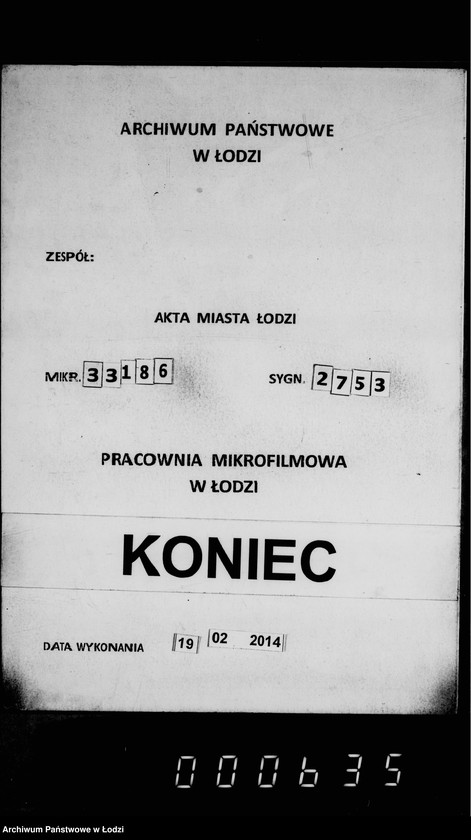 ARCHIWUM PAŃSTWOWE
W ŁODZI
ZESPÓŁ:
AKTA MIASTA ŁODZI
MIKR. 33186 SYGN. 2753
PRACOWNIA MIKROFILMOWA
W ŁODZI
KONIEC
DATA WYKONANIA 19 02 2014
000635
Archiwum Państwowe w Łodzi